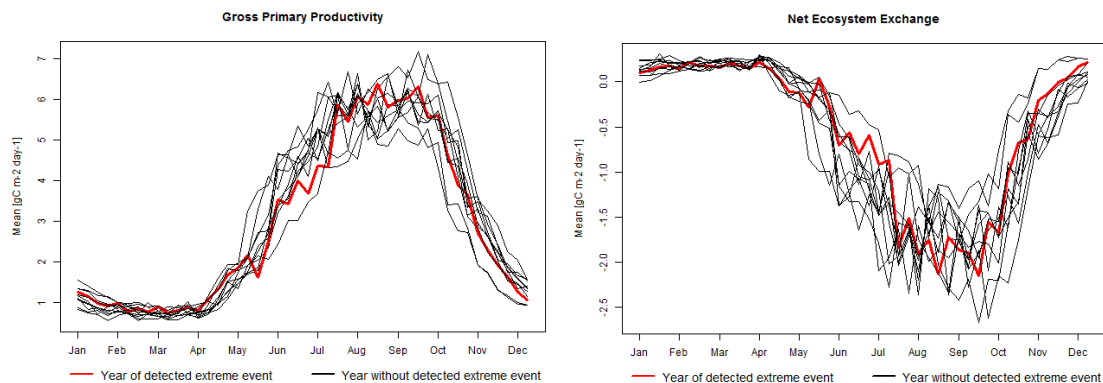 Gross Primary Productivity
Mean [gC m-2 day-1]
7
6
5
4
3
2
1
Jan Feb Mar Apr May Jun Jul Aug Sep Oct Nov Dec
Year of detected extreme event Year without detected extreme event
Net Ecosystem Exchange
Mean [gC m-2 day-1]
0.0
-0.5
-1.0
-1.5
-2.0
-2.5
Jan Feb Mar Apr May Jun Jul Aug Sep Oct Nov Dec
Year of detected extreme event Year without detected extreme event